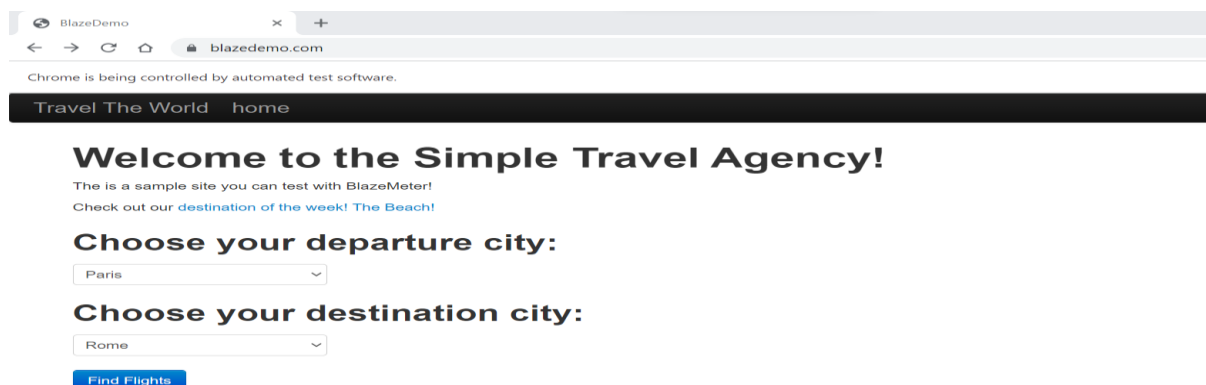 BlazeDemo
blazedemo.com
Chrome is being controlled by automated test software.
Travel The World home
Welcome to the Simple Travel Agency!
The is a sample site you can test with BlazeMeter!
Check out our destination of the week! The Beach!
Choose your departure city:
Paris
Choose your destination city:
Rome
Find Flights